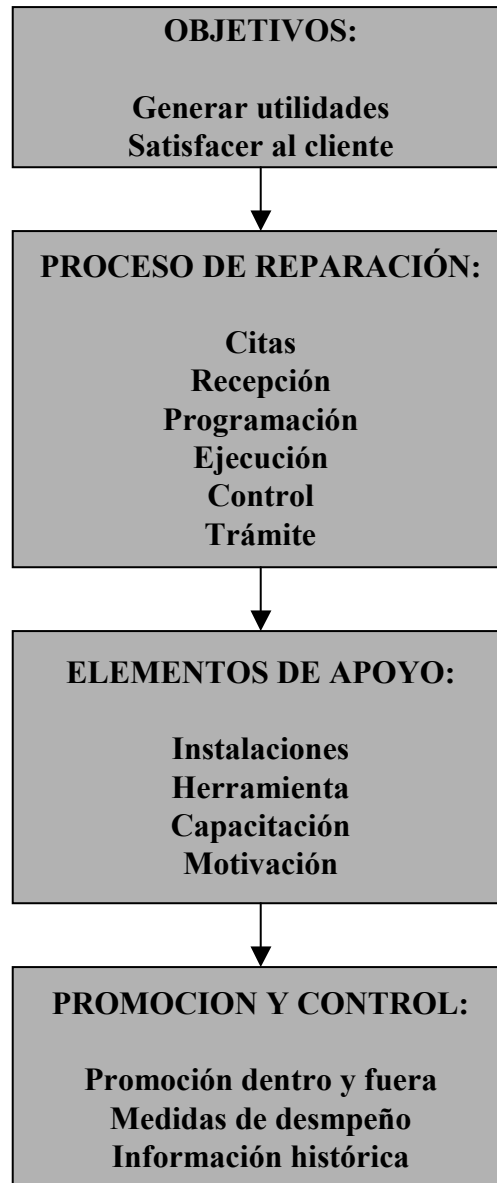 OBJETIVOS:
Generar utilidades
Satisfacer al cliente
PROCESO DE REPARACIÓN:
Citas
Recepción
Programación
Ejecución
Control
Trámite
ELEMENTOS DE APOYO:
Instalaciones
Herramienta
Capacitación
Motivación
PROMOCION Y CONTROL:
Promoción dentro y fuera
Medidas de desmpeño
Información histórica